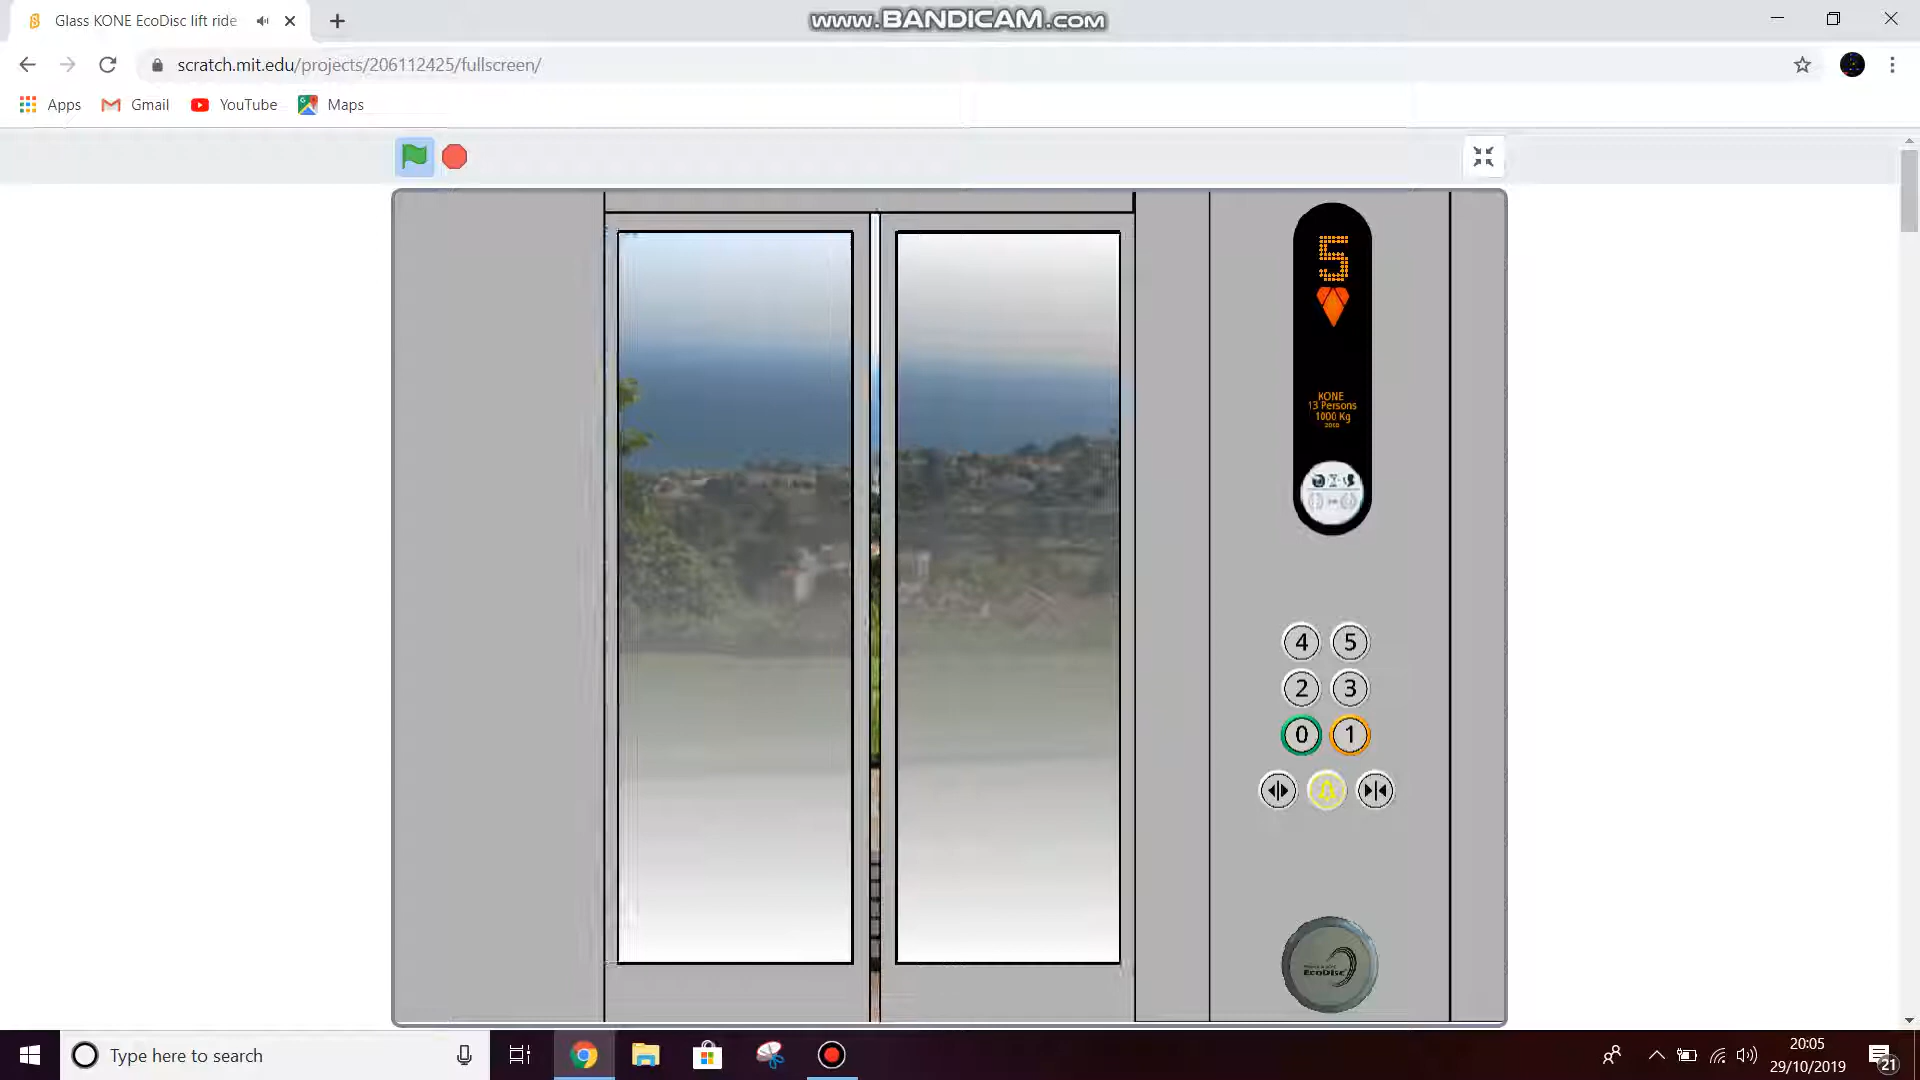 Glass KONE EcoDisc lift ride
www.BANDICAM.com
scratch.mit.edu/projects/206112425/fullscreen/
Apps
Gmail
YouTube
Maps
5
KONE
13 Persons
1000 Kg
2010
4 5
2 3
0 1
EcoDisc
Type here to search
20:05
29/10/2019
21